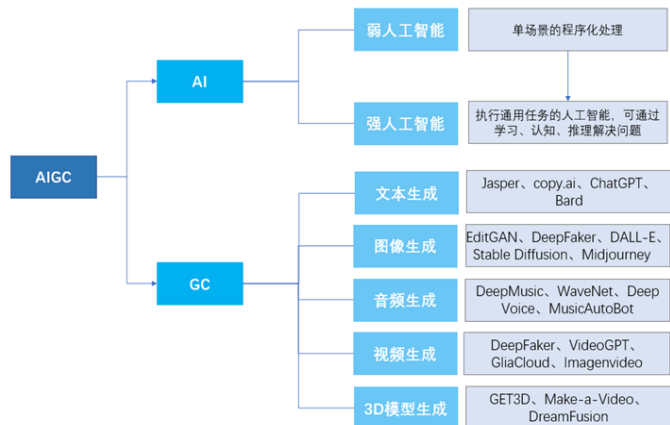 弱人工智能
单场景的程序化处理
AI
强人工智能
执行通用任务的人工智能，可通过
学习、认知、推理解决问题
AIGC
文本生成
Jasper、copy.ai、ChatGPT、
Bard
图像生成
EditGAN、DeepFaker、DALL-E、
Stable Diffusion、Midjourney
GC
音频生成
DeepMusic、WaveNet、Deep
Voice、MusicAutoBot
视频生成
DeepFaker、VideoGPT、
GliaCloud、Imagenvideo
3D模型生成
GET3D、Make-a-Video、
DreamFusion